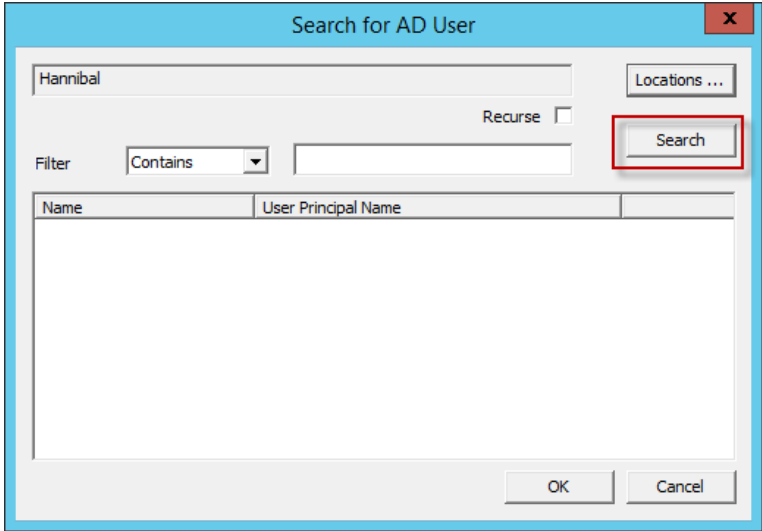 Search for AD User
x
Hannibal
Locations ...
Recurse
Search
Filter Contains
Name User Principal Name
OK Cancel